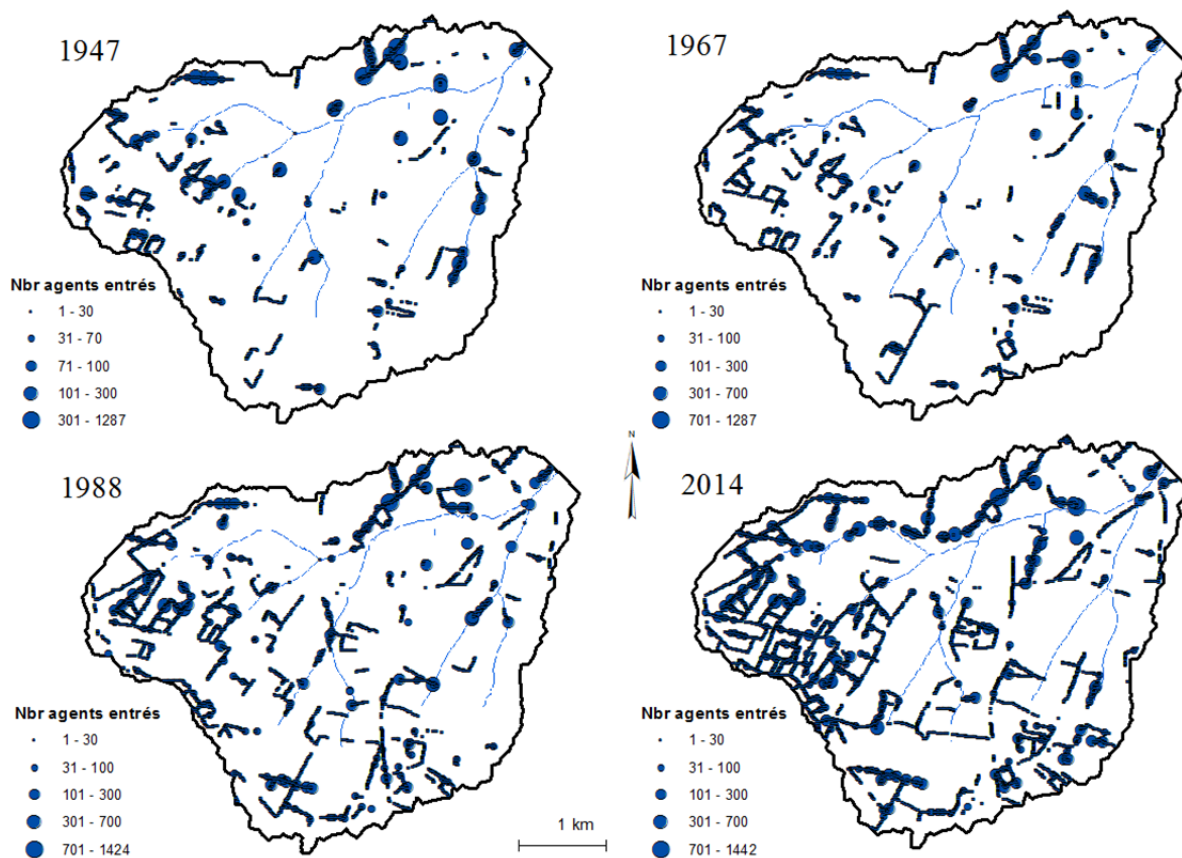 1947
Nbr agents entrés
1 - 30
31 - 70
71 - 100
101 - 300
301 - 1287
1967
Nbr agents entrés
1 - 30
31 - 100
101 - 300
301 - 700
701 - 1287
N
1988
Nbr agents entrés
1 - 30
31 - 100
101 - 300
301 - 700
701 - 1424
1 km
2014
Nbr agents entrés
1 - 30
31 - 100
101 - 300
301 - 700
701 - 1442